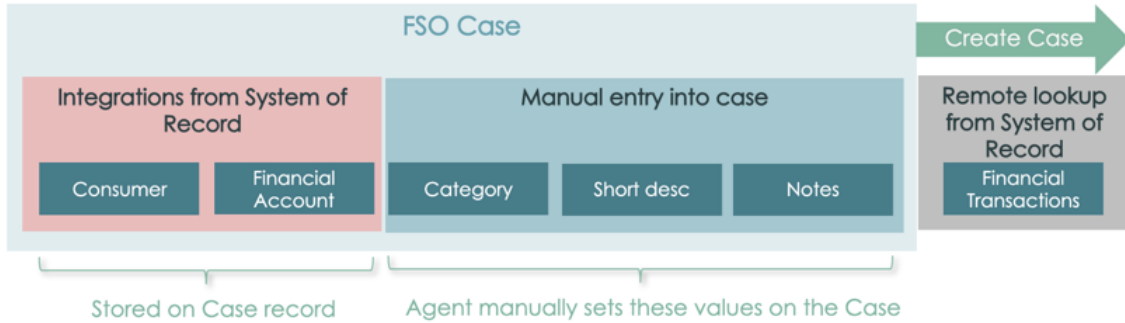 FSO Case
Create Case
Integrations from System of
Record
Manual entry into case
Remote lookup
from System of
Record
Consumer
Financial
Account
Category
Short desc
Notes
Financial
Transactions
Stored on Case record
Agent manually sets these values on the Case